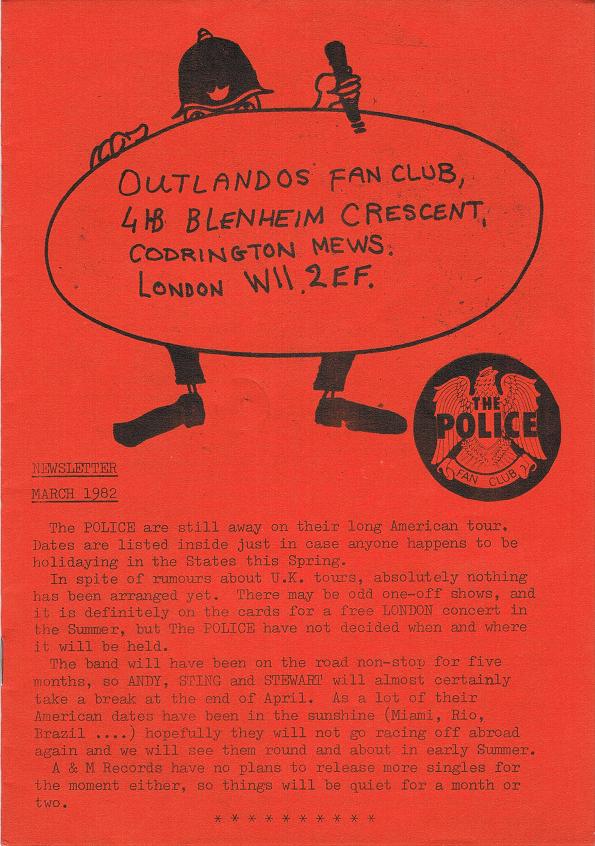 OUTLANDOS FAN CLUB,
41B BLENHEIM CRESCENT,
CODRINGTON MEWS.
LONDON W11.2EF.
THE
POLICE
FAN CLUB
NEWSLETTER
MARCH 1982
The POLICE are still away on their long American tour.
Dates are listed inside just in case anyone happens to be
holidaying in the States this Spring.
In spite of rumours about U.K. tours, absolutely nothing
has been arranged yet. There may be odd one-off shows, and
it is definitely on the cards for a free LONDON concert in
the Summer, but The POLICE have not decided when and where
it will be held.
The band will have been on the road non-stop for five
months, so ANDY, STING and STEWART will almost certainly
take a break at the end of April. As a lot of their
American dates have been in the sunshine (Miami, Rio,
Brazil ....) hopefully they will not go racing off abroad
again and we will see them round and about in early Summer.
A & M Records have no plans to release more singles for
the moment either, so things will be quiet for a month or
two.
* * * * * * * * * *